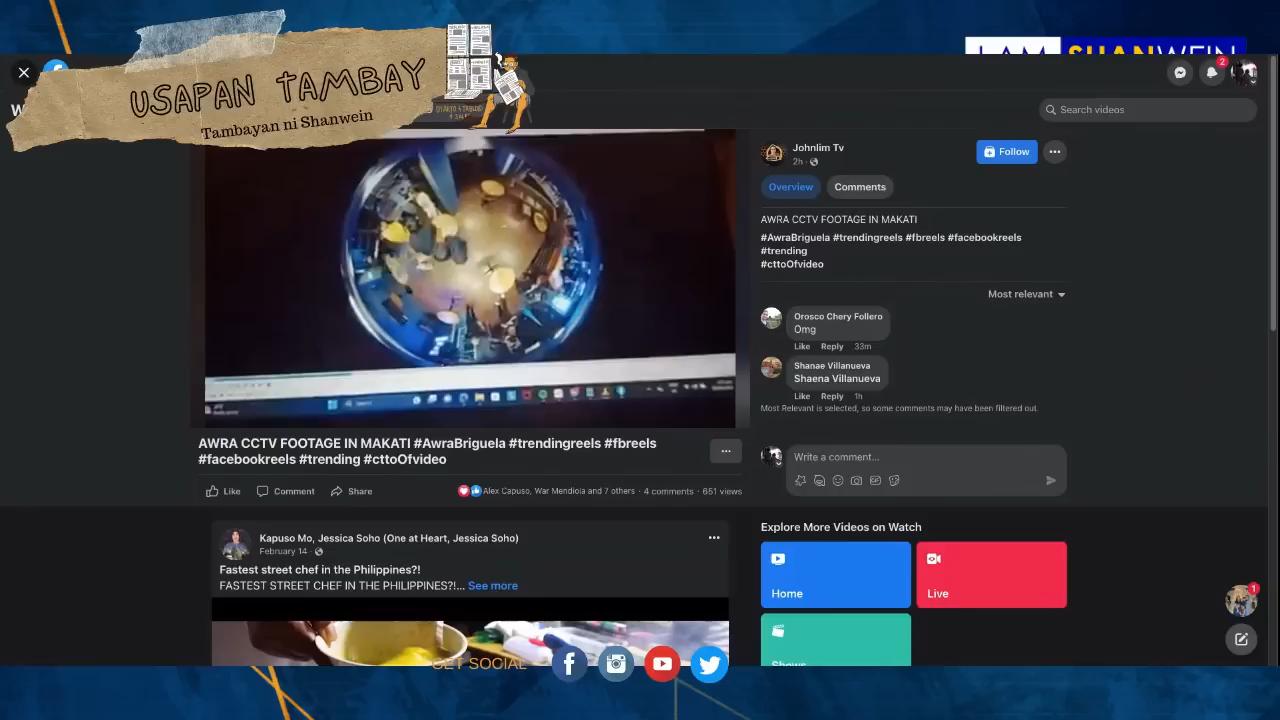 USAPAN TAMBAY
Tambayan ni Shanwein
I AM SHANWEIN
2
Search videos
Johnlim Tv
2h
Follow
Overview
Comments
AWRA CCTV FOOTAGE IN MAKATI
#AwraBriguela #trendingreels #fbreels #facebookreels
#trending
#cttoOfvideo
Most relevant
Orosco Chery Follero
Omg
Like Reply 33m
Shanae Villanueva
Shaena Villanueva
Like Reply 1h
Most Relevant is selected, so some comments may have been filtered out.
Write a comment...
AWRA CCTV FOOTAGE IN MAKATI #AwraBriguela #trendingreels #fbreels
#facebookreels #trending #cttoOfvideo
Like Comment Share
Alex Capuso, War Mendiola and 7 others · 4 comments · 651 views
Kapuso Mo, Jessica Soho (One at Heart, Jessica Soho)
February 14
Fastest street chef in the Philippines?!
FASTEST STREET CHEF IN THE PHILIPPINES?!... See more
Explore More Videos on Watch
Home
Live
Shows
1
GET SOCIAL